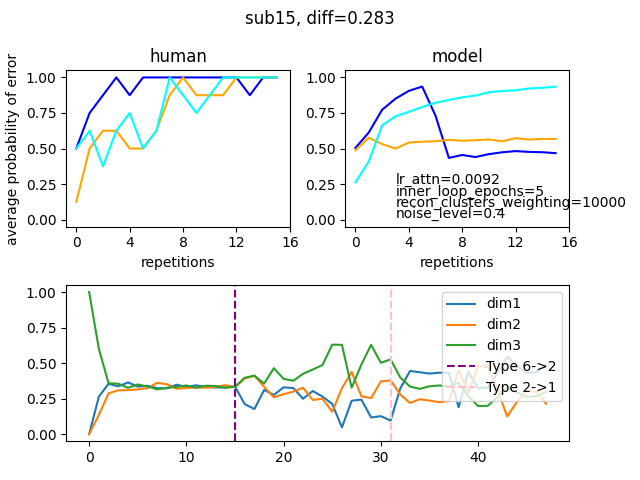 sub15, diff=0.283
human
model
average probability of error
1.00
0.75
0.50
0.25
0.00
0
4
8
12
16
repetitions
1.00
0.75
0.50
0.25
0.00
lr_attn=0.0092
inner_loop_epochs=5
recon_clusters_weighting=10000
noise_level=0.4
0
4
8
12
16
repetitions
1.00
0.75
0.50
0.25
0.00
0
10
20
30
40
dim1
dim2
dim3
Type 6->2
Type 2->1